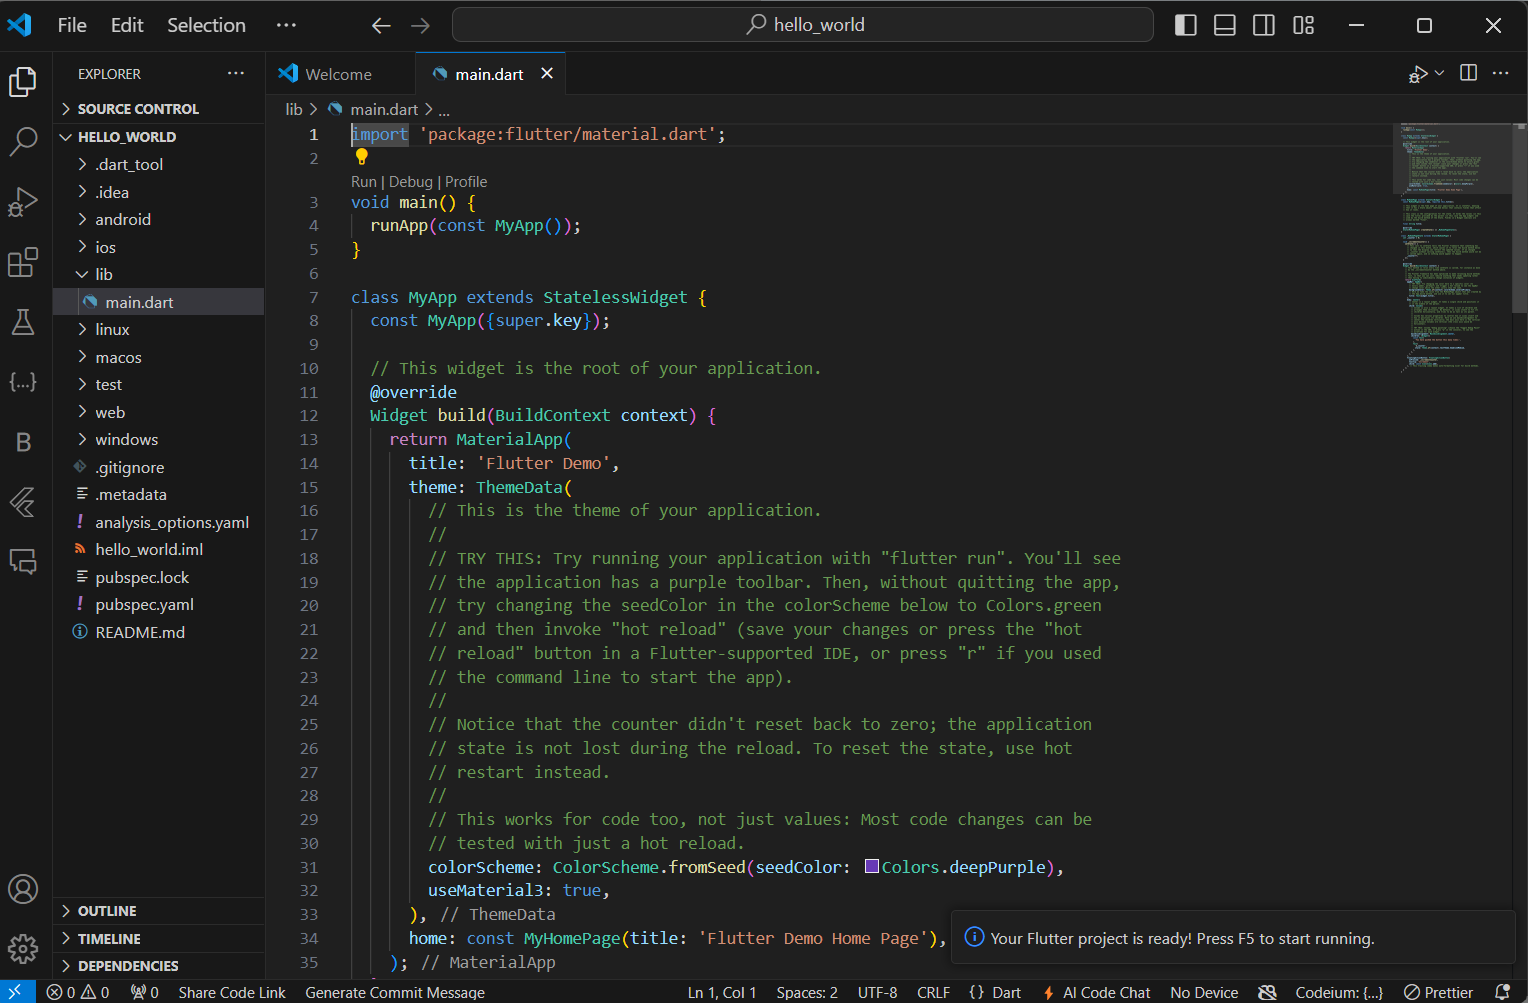 File Edit Selection ··· hello_world
EXPLORER ···
SOURCE CONTROL
HELLO_WORLD
.dart_tool
.idea
android
ios
lib
main.dart
linux
macos
test
web
windows
.gitignore
.metadata
! analysis_options.yaml
hello_world.iml
pubspec.lock
! pubspec.yaml
README.md
OUTLINE
TIMELINE
DEPENDENCIES
{...}
B
Welcome main.dart
lib > main.dart > ...
1 import 'package:flutter/material.dart';
2
Run | Debug | Profile
3 void main() {
4 runApp(const MyApp());
5 }
6
7 class MyApp extends StatelessWidget {
8 const MyApp({super.key});
9
10 // This widget is the root of your application.
11 @override
12 Widget build(BuildContext context) {
13 return MaterialApp(
14 title: 'Flutter Demo',
15 theme: ThemeData(
16 // This is the theme of your application.
17 //
18 // TRY THIS: Try running your application with "flutter run". You'll see
19 // the application has a purple toolbar. Then, without quitting the app,
20 // try changing the seedColor in the colorScheme below to Colors.green
21 // and then invoke "hot reload" (save your changes or press the "hot
22 // reload" button in a Flutter-supported IDE, or press "r" if you used
23 // the command line to start the app).
24 //
25 // Notice that the counter didn't reset back to zero; the application
26 // state is not lost during the reload. To reset the state, use hot
27 // restart instead.
28 //
29 // This works for code too, not just values: Most code changes can be
30 // tested with just a hot reload.
31 colorScheme: ColorScheme.fromSeed(seedColor: Colors.deepPurple),
32 useMaterial3: true,
33 ), // ThemeData
34 home: const MyHomePage(title: 'Flutter Demo Home Page'),
35 ); // MaterialApp
Your Flutter project is ready! Press F5 to start running.
0 0 0 Share Code Link Generate Commit Message Ln 1, Col 1 Spaces: 2 UTF-8 CRLF {} Dart AI Code Chat No Device Codeium: {...} Prettier